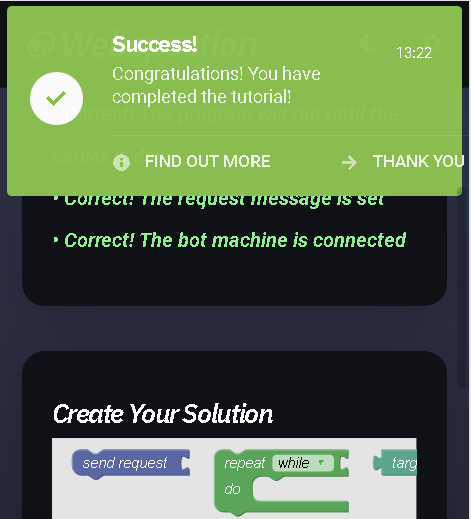 Success!
13:22
Congratulations! You have
completed the tutorial!
FIND OUT MORE
THANK YOU
• Correct! The program will run until the
server
• Correct! The request message is set
• Correct! The bot machine is connected
Create Your Solution
send request
repeat while
do
targ